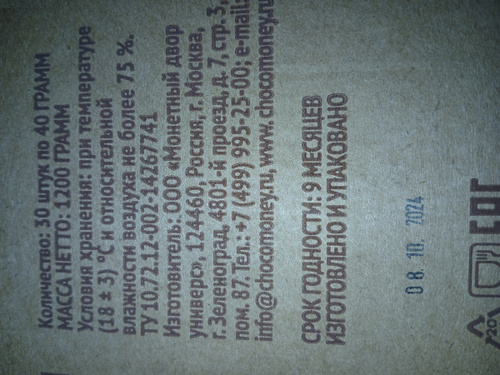 Количество: 30 штук по 40 ГРАММ
МАССА НЕТТО: 1200 ГРАММ
Условия хранения: при температуре
(18 ± 3) °С и относительной
влажности воздуха не более 75 %.
ТУ 10.72.12-002-14267741
Изготовитель: ООО «Монетный двор
универс», 124460, Россия, г. Москва,
г. Зеленоград, 4801-й проезд, д. 7, стр. 3,
пом. 87. Тел.: +7 (499) 995-25-00; e-mail:
info@chocomoney.ru, www.chocomoney.ru
СРОК ГОДНОСТИ: 9 МЕСЯЦЕВ
ИЗГОТОВЛЕНО И УПАКОВАНО
08. 10. 2024